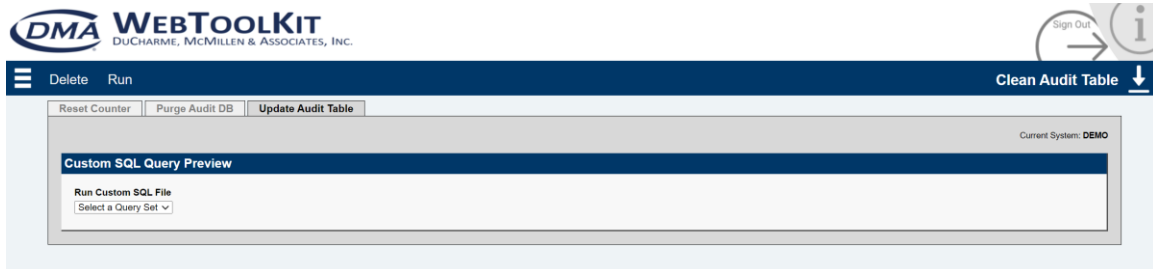 DMA WEBTOOLKIT
DUCHARME, MCMILLEN & ASSOCIATES, INC.
Sign Out
i
Delete Run Clean Audit Table
Reset Counter Purge Audit DB Update Audit Table
Current System: DEMO
Custom SQL Query Preview
Run Custom SQL File
Select a Query Set